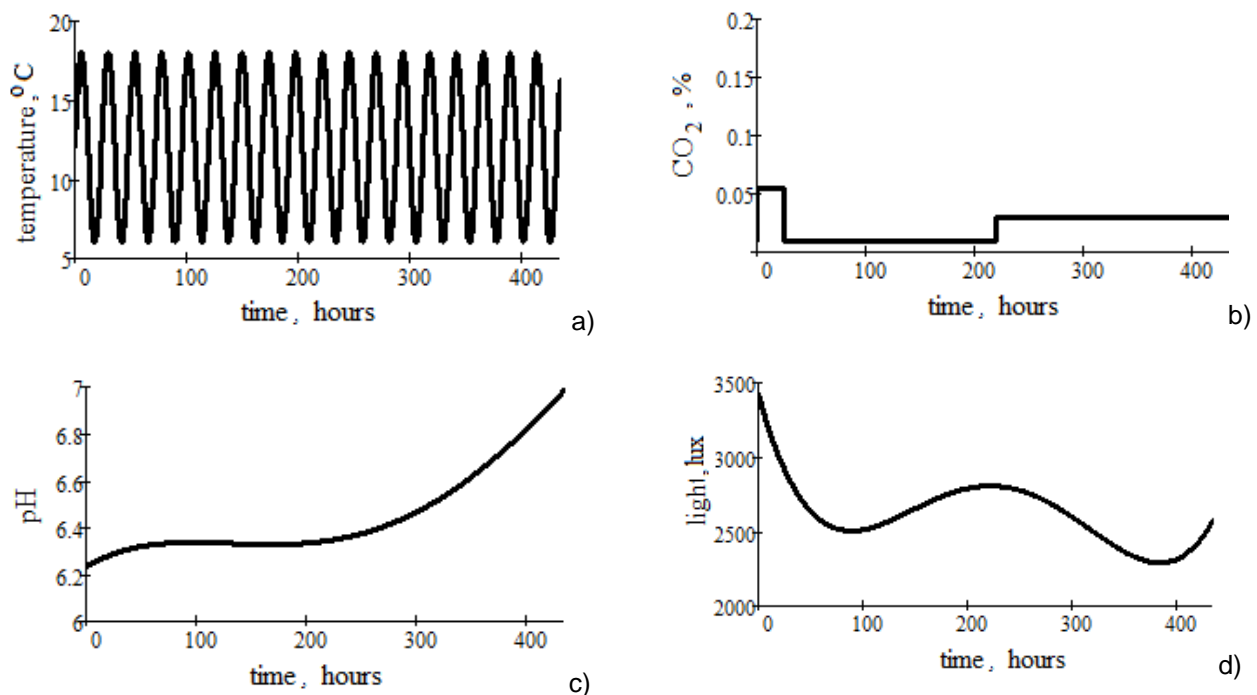 20
15
10
5
temperature, °C
0 100 200 300 400
time, hours
a)
0.2
0.15
0.1
0.05
CO2, %
0 100 200 300 400
time, hours
b)
7
6.8
6.6
6.4
6.2
6
pH
0 100 200 300 400
time, hours
c)
3500
3000
2500
2000
light, lux
0 100 200 300 400
time, hours
d)